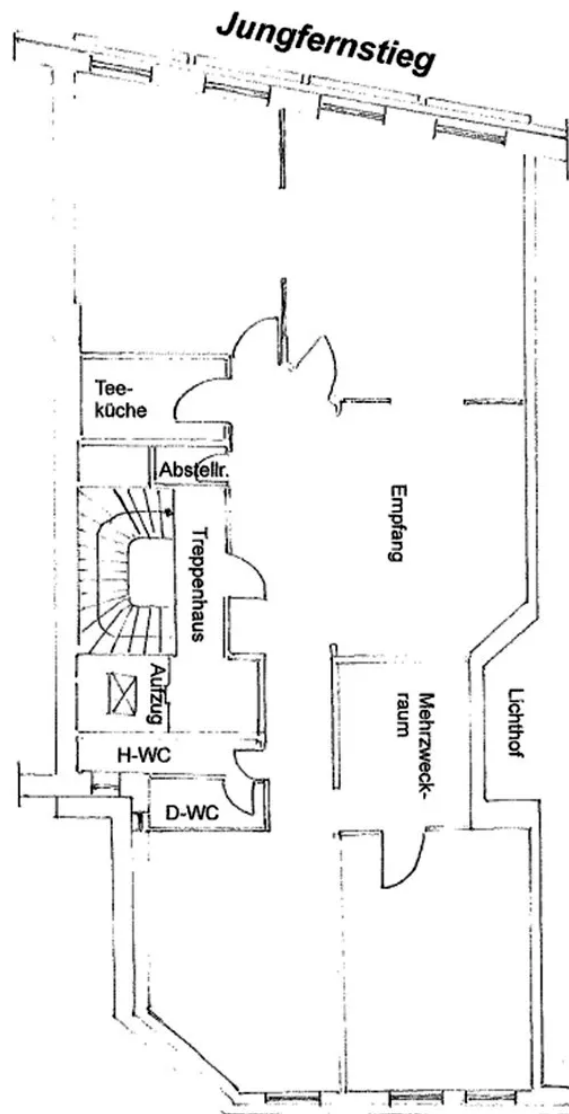 Jungfernstieg
Tee-
küche
Abstellr.
Empfang
Treppenhaus
Aufzug
Mehrzweck-
raum
Lichthof
H-WC
D-WC